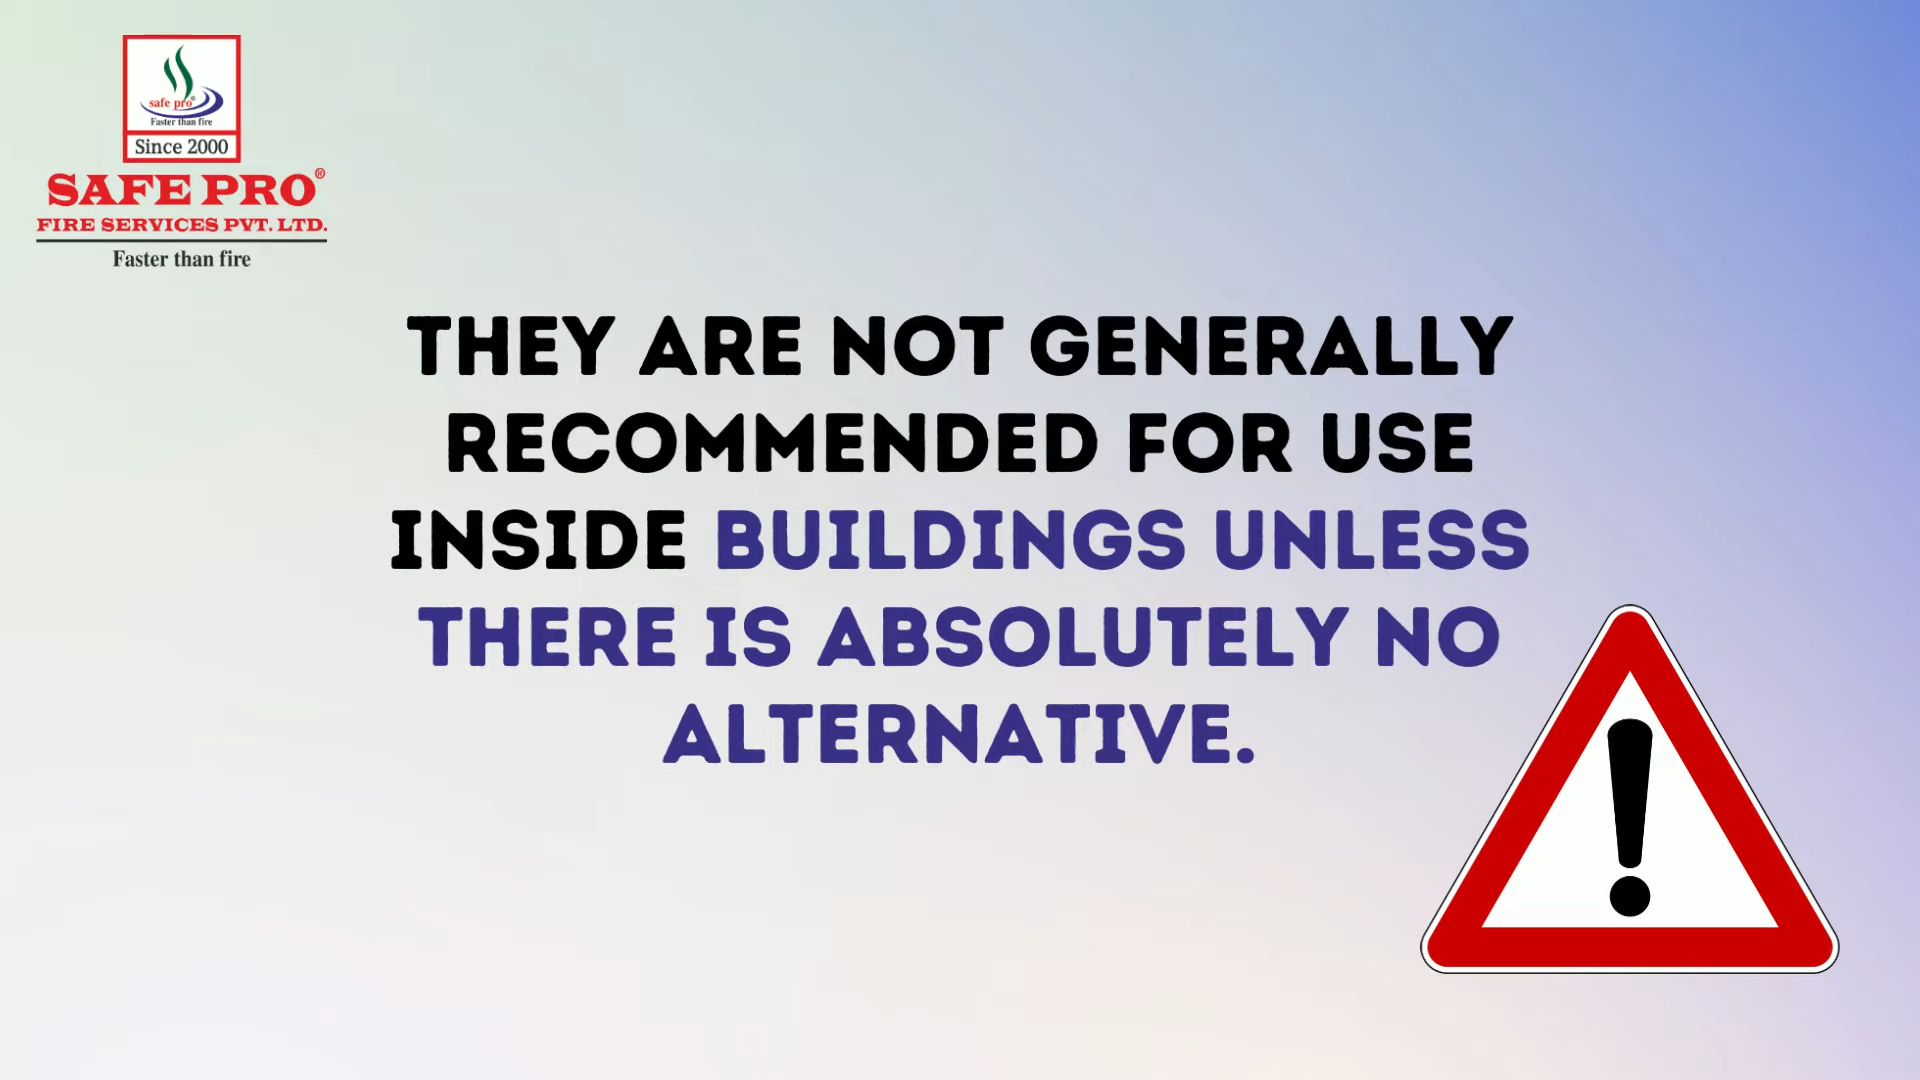 safe pro®
Faster than fire
Since 2000
SAFE PRO®
FIRE SERVICES PVT. LTD.
Faster than fire
THEY ARE NOT GENERALLY
RECOMMENDED FOR USE
INSIDE BUILDINGS UNLESS
THERE IS ABSOLUTELY NO
ALTERNATIVE.